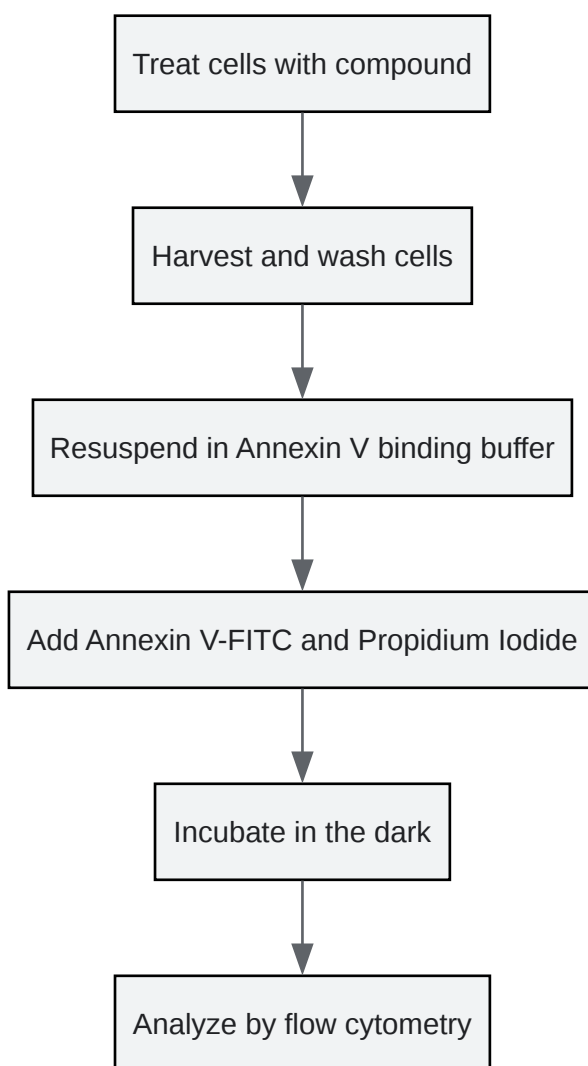 Treat cells with compound
Harvest and wash cells
Resuspend in Annexin V binding buffer
Add Annexin V-FITC and Propidium Iodide
Incubate in the dark
Analyze by flow cytometry